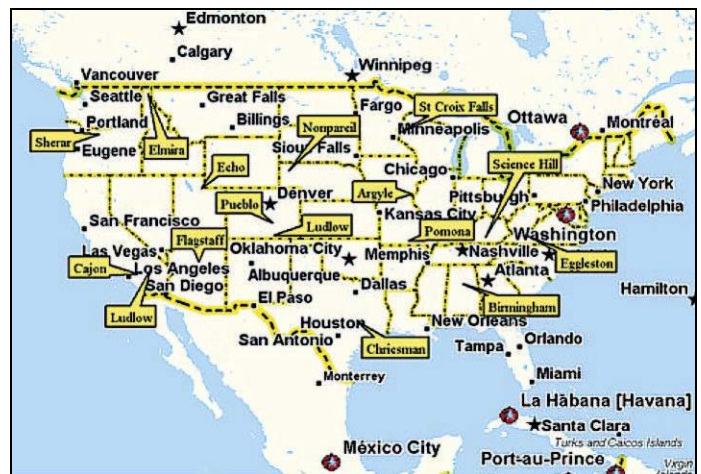 Edmonton
Calgary
Winnipeg
Vancouver
Seattle
Great Falls
Fargo
St Croix Falls
Ottawa
Montréal
Portland
Billings
Nonpareil
Minneapolis
Sherar
Eugene
Elmira
Sioux Falls
Science Hill
Echo
Chicago
Pueblo
Denver
Argyle
Pittsburgh
New York
Philadelphia
San Francisco
Ludlow
Kansas City
Pomona
Washington
Las Vegas
Flagstaff
Oklahoma City
Memphis
Nashville
Eggleston
Cajon
Los Angeles
Albuquerque
Atlanta
San Diego
Dallas
Hamilton
Ludlow
El Paso
Birmingham
Houston
New Orleans
San Antonio
Chriesman
Tampa
Orlando
Monterrey
Miami
La Habana [Havana]
Santa Clara
Turks and Caicos Islands
México City
Port-au-Prince
Virgin